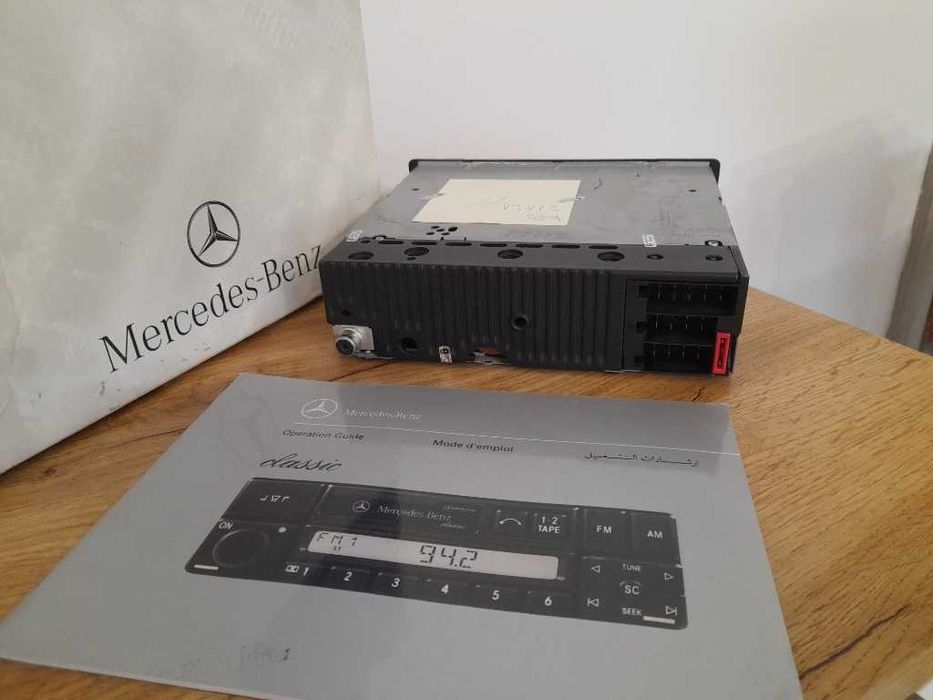 Mercedes-Benz
Mercedes-Benz
Operation Guide
Mode d'emploi
إرشادات التشغيل
classic
Mercedes-Benz
ON
FM 1
ST
94.2
1 2
TAPE
FM
AM
1
2
3
4
5
6
TUNE
SC
SEEK